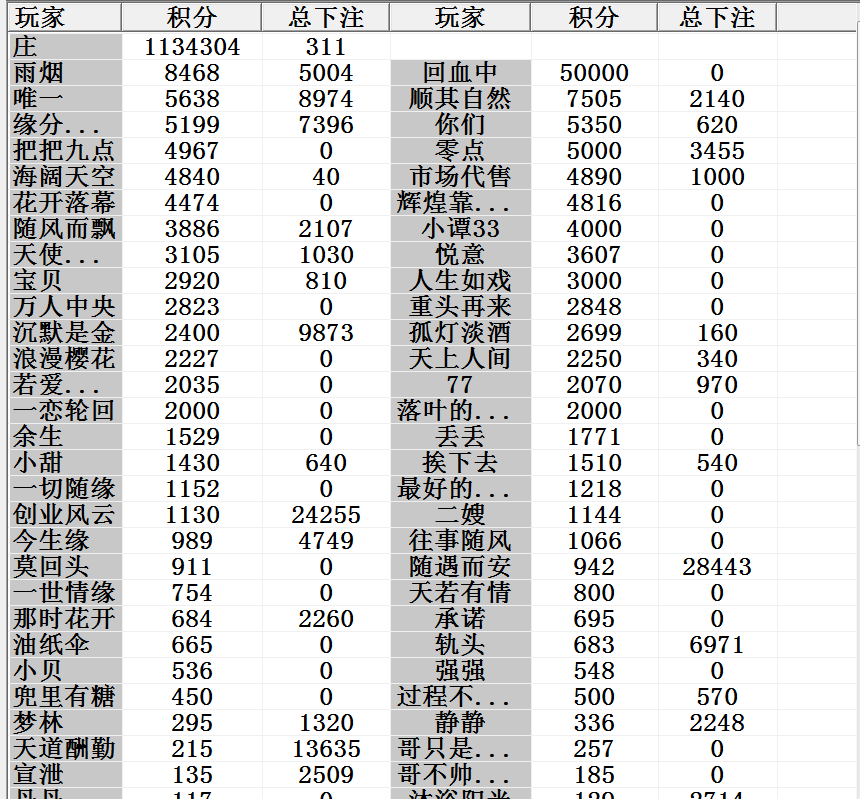 玩家 积分 总下注 玩家 积分 总下注
庄 1134304 311
雨烟 8468 5004 回血中 50000 0
唯一 5638 8974 顺其自然 7505 2140
缘分... 5199 7396 你们 5350 620
把把九点 4967 0 零点 5000 3455
海阔天空 4840 40 市场代售 4890 1000
花开落幕 4474 0 辉煌靠... 4816 0
随风而飘 3886 2107 小谭33 4000 0
天使... 3105 1030 悦意 3607 0
宝贝 2920 810 人生如戏 3000 0
万人中央 2823 0 重头再来 2848 0
沉默是金 2400 9873 孤灯淡酒 2699 160
浪漫樱花 2227 0 天上人间 2250 340
若爱... 2035 0 77 2070 970
一恋轮回 2000 0 落叶的... 2000 0
余生 1529 0 丢丢 1771 0
小甜 1430 640 挨下去 1510 540
一切随缘 1152 0 最好的... 1218 0
创业风云 1130 24255 二嫂 1144 0
今生缘 989 4749 往事随风 1066 0
莫回头 911 0 随遇而安 942 28443
一世情缘 754 0 天若有情 800 0
那时花开 684 2260 承诺 695 0
油纸伞 665 0 轨头 683 6971
小贝 536 0 强强 548 0
兜里有糖 450 0 过程不... 500 570
梦林 295 1320 静静 336 2248
天道酬勤 215 13635 哥只是... 257 0
宣泄 135 2509 哥不帅... 185 0